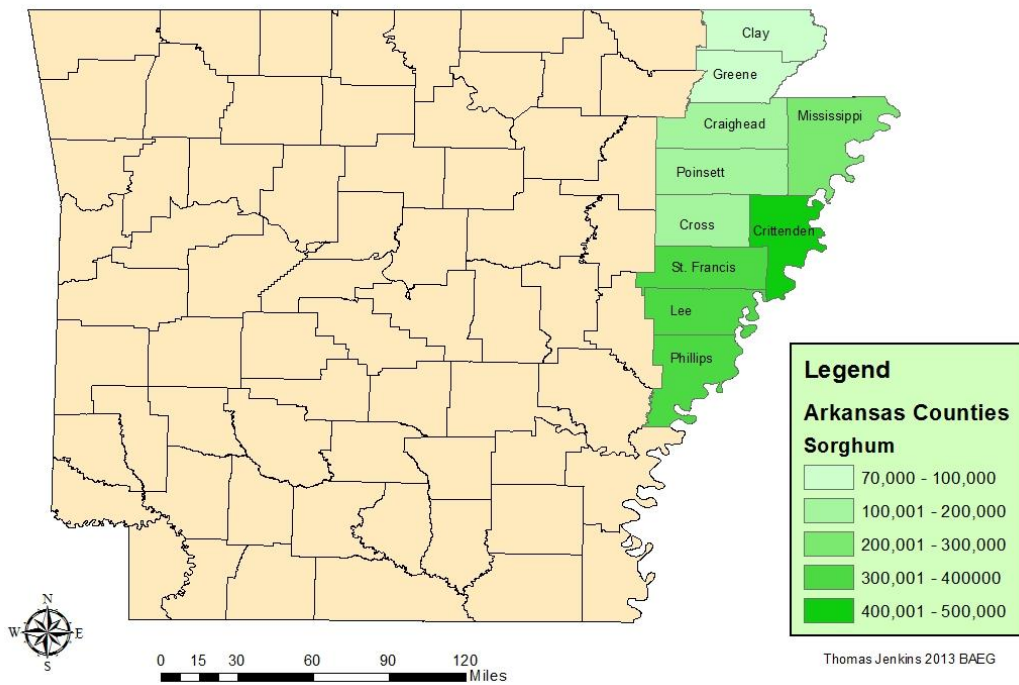 Clay
Greene
Mississippi
Craighead
Poinsett
Cross
Crittenden
St. Francis
Lee
Phillips
Legend
Arkansas Counties
Sorghum
70,000 - 100,000
100,001 - 200,000
200,001 - 300,000
300,001 - 400000
400,001 - 500,000
N
W E
S
0 15 30 60 90 120
Miles
Thomas Jenkins 2013 BAEG